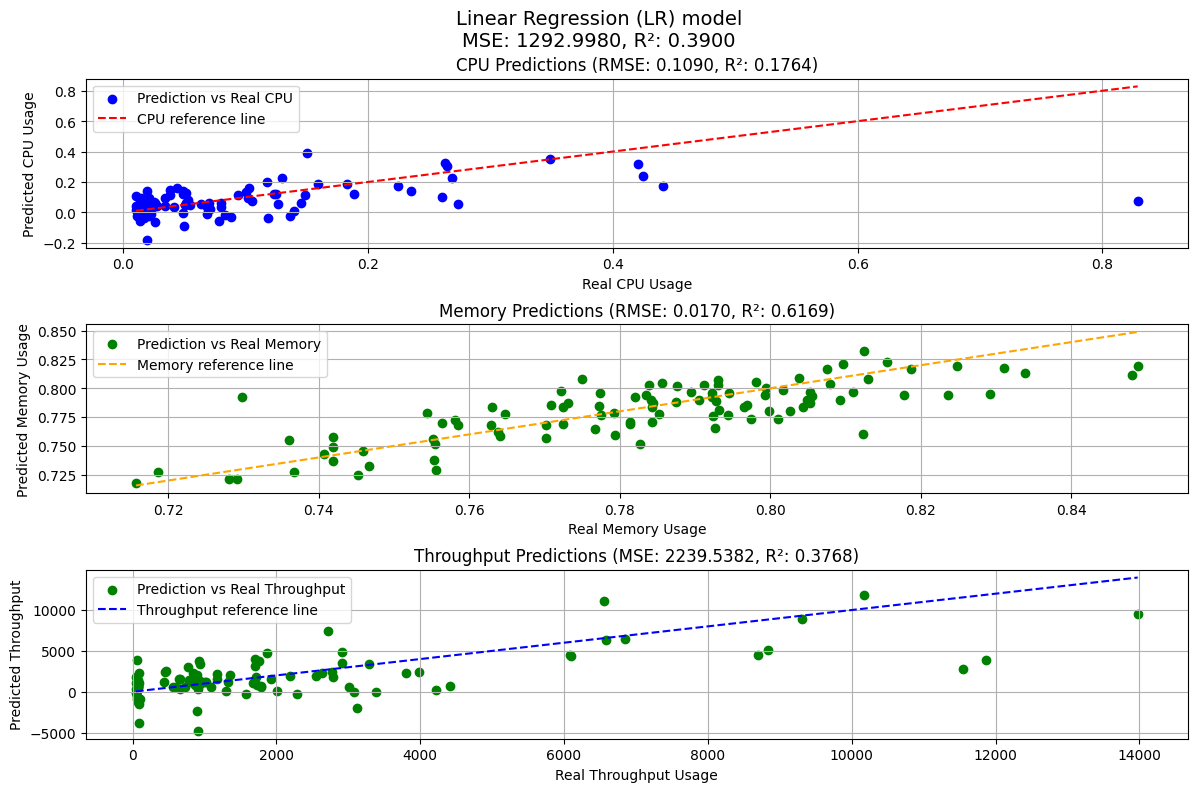 Linear Regression (LR) model
MSE: 1292.9980, R²: 0.3900
CPU Predictions (RMSE: 0.1090, R²: 0.1764)
Predicted CPU Usage
0.8
0.6
0.4
0.2
0.0
−0.2
Prediction vs Real CPU
CPU reference line
0.0 0.2 0.4 0.6 0.8
Real CPU Usage
Memory Predictions (RMSE: 0.0170, R²: 0.6169)
Predicted Memory Usage
0.850
0.825
0.800
0.775
0.750
0.725
Prediction vs Real Memory
Memory reference line
0.72 0.74 0.76 0.78 0.80 0.82 0.84
Real Memory Usage
Throughput Predictions (MSE: 2239.5382, R²: 0.3768)
Predicted Throughput
10000
5000
0
−5000
Prediction vs Real Throughput
Throughput reference line
0 2000 4000 6000 8000 10000 12000 14000
Real Throughput Usage